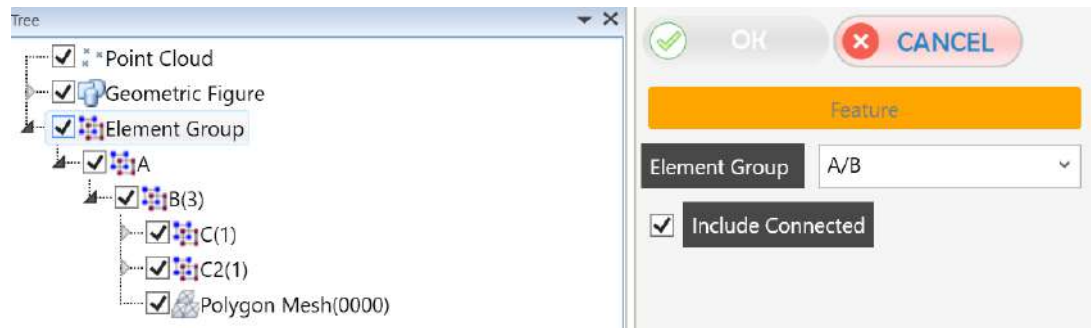 Tree
Point Cloud
Geometric Figure
Element Group
A
B(3)
C(1)
C2(1)
Polygon Mesh(0000)
OK
CANCEL
Feature
Element Group
A/B
Include Connected